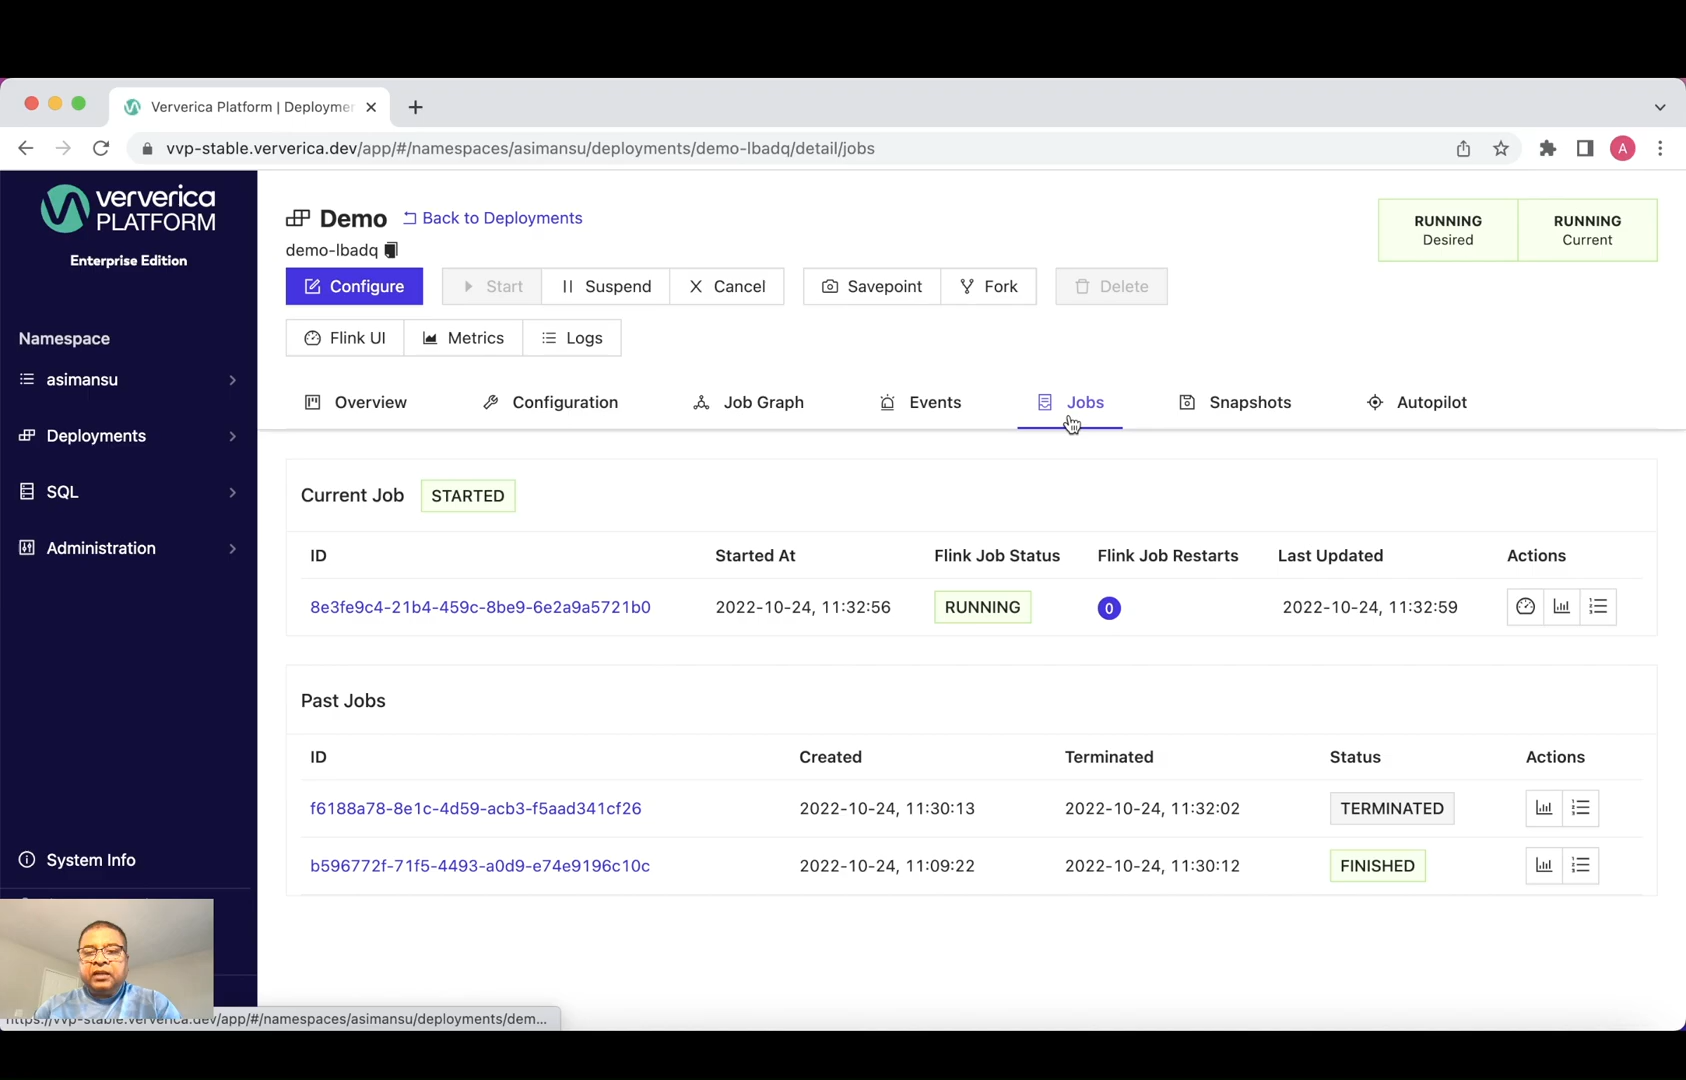 Ververica Platform | Deploymer
vvp-stable.ververica.dev/app/#/namespaces/asimansu/deployments/demo-lbadq/detail/jobs
A
ververica
PLATFORM
Enterprise Edition
Namespace
asimansu
Deployments
SQL
Administration
System Info
Demo Back to Deployments
demo-lbadq
RUNNING
Desired
RUNNING
Current
Configure Start Suspend Cancel Savepoint Fork Delete
Flink UI Metrics Logs
Overview Configuration Job Graph Events Jobs Snapshots Autopilot
Current Job STARTED
ID Started At Flink Job Status Flink Job Restarts Last Updated Actions
8e3fe9c4-21b4-459c-8be9-6e2a9a5721b0 2022-10-24, 11:32:56 RUNNING 0 2022-10-24, 11:32:59
Past Jobs
ID Created Terminated Status Actions
f6188a78-8e1c-4d59-acb3-f5aad341cf26 2022-10-24, 11:30:13 2022-10-24, 11:32:02 TERMINATED
b596772f-71f5-4493-a0d9-e74e9196c10c 2022-10-24, 11:09:22 2022-10-24, 11:30:12 FINISHED
https://vvp-stable.ververica.dev/app/#/namespaces/asimansu/deployments/dem...